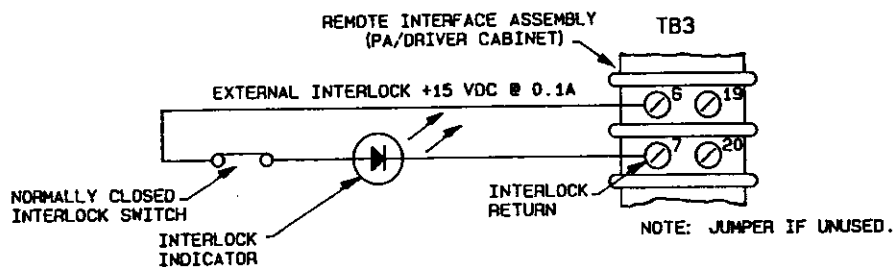 REMOTE INTERFACE ASSEMBLY
(PA/DRIVER CABINET)
TB3
EXTERNAL INTERLOCK +15 VDC @ 0.1A
6
19
7
20
NORMALLY CLOSED
INTERLOCK SWITCH
INTERLOCK
INDICATOR
INTERLOCK
RETURN
NOTE: JUMPER IF UNUSED.